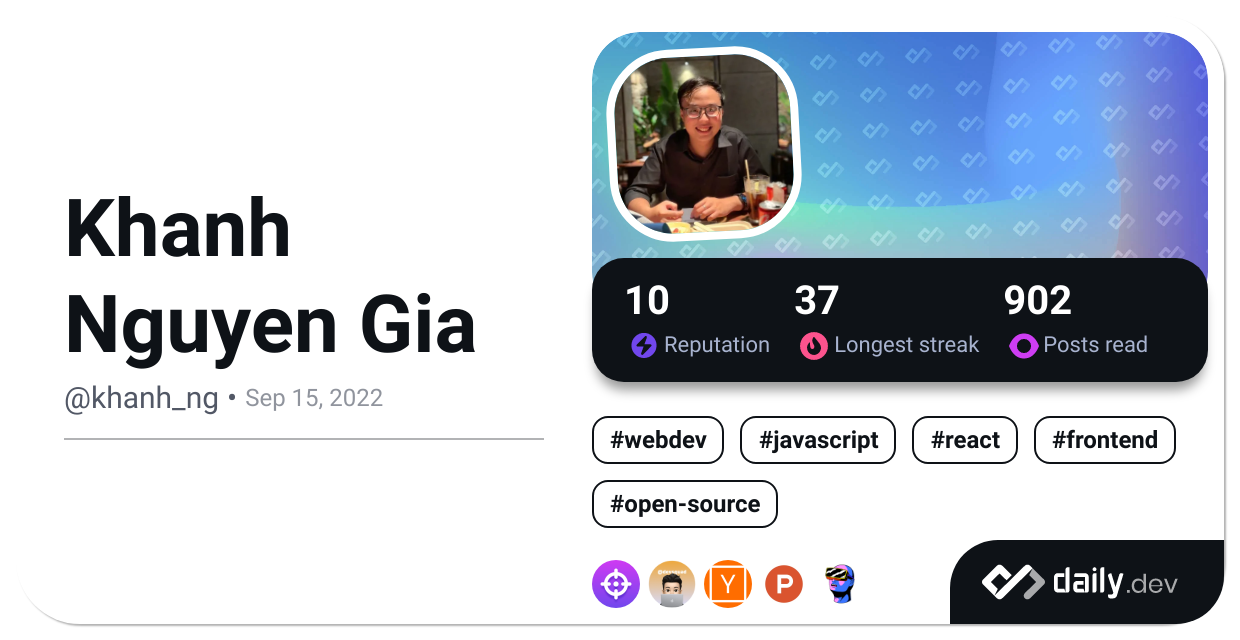 Khanh
Nguyen Gia
@khanh_ng • Sep 15, 2022
10 37 902
Reputation Longest streak Posts read
#webdev #javascript #react #frontend
#open-source
Y P
daily.dev